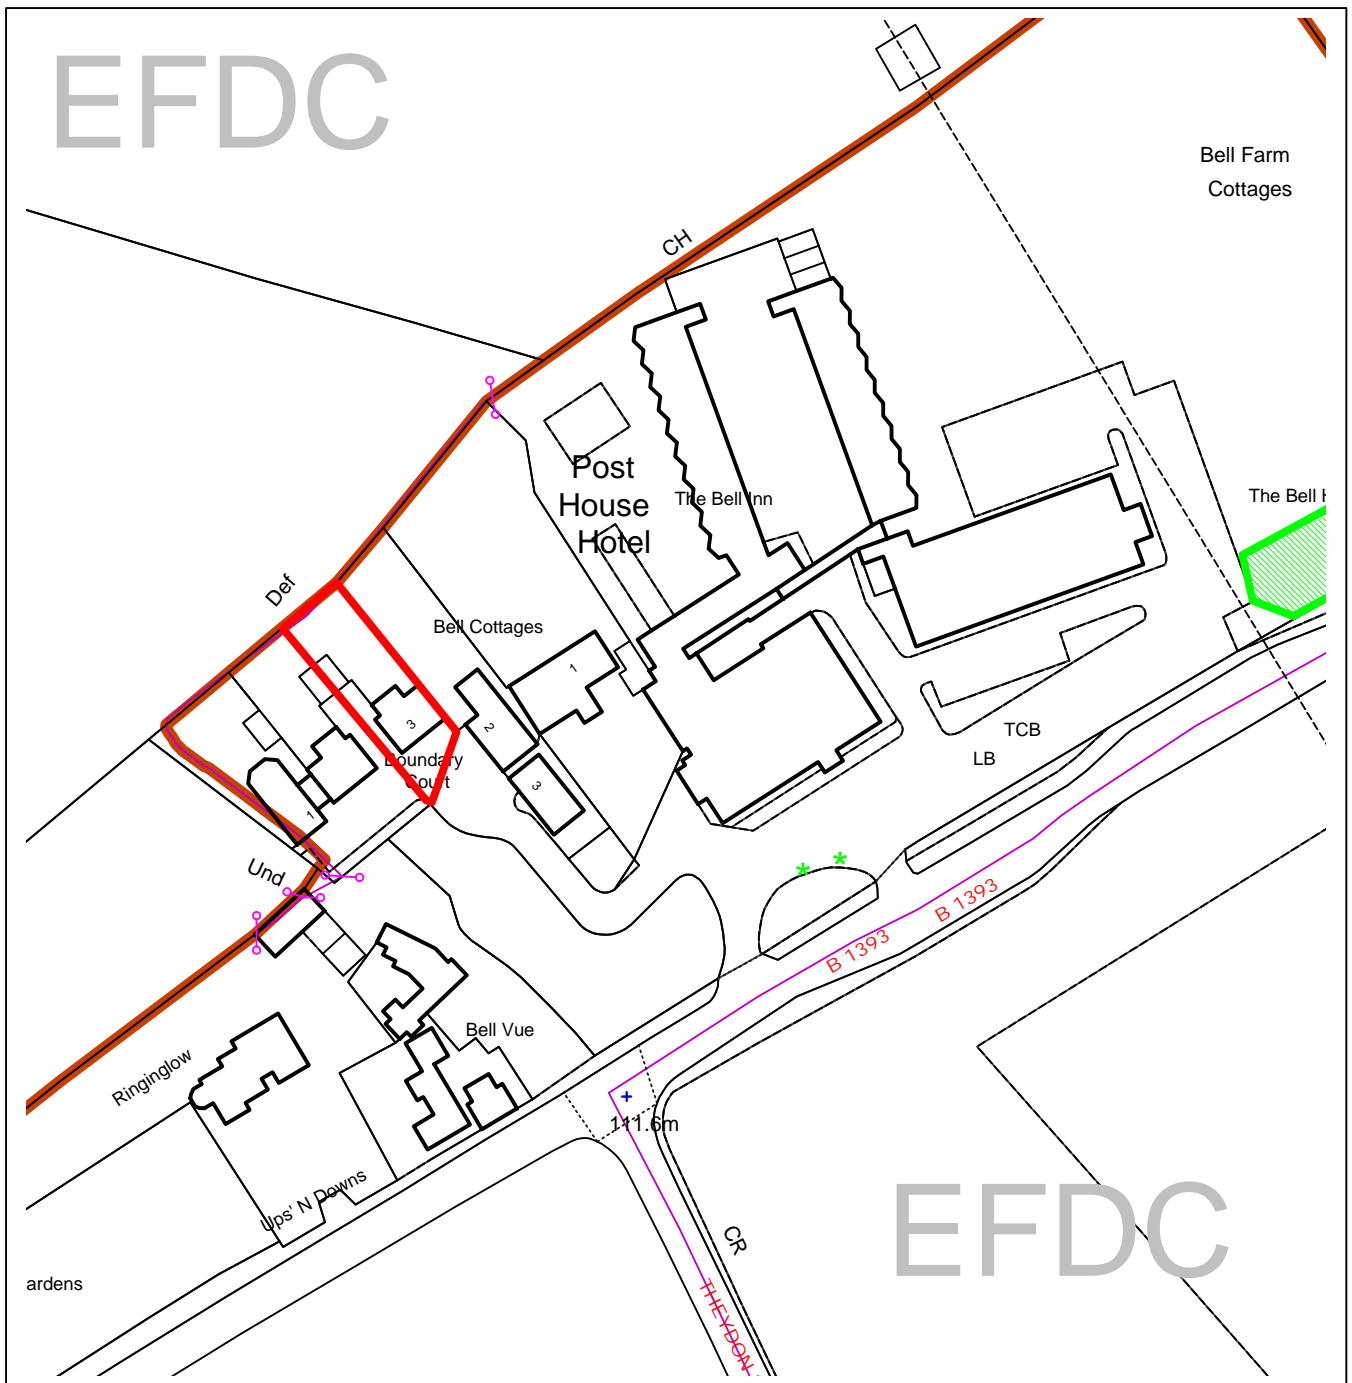 EFDC
Bell Farm
Cottages
CH
Post
House
Hotel
The Bell Inn
The Bell
Def
Bell Cottages
1
2
3
3
Boundary
Court
1
TCB
LB
Und
B 1393
B 1393
Bell Vue
Ringinglow
111.6m
Ups' N Downs
EFDC
CR
THEYDON
ardens